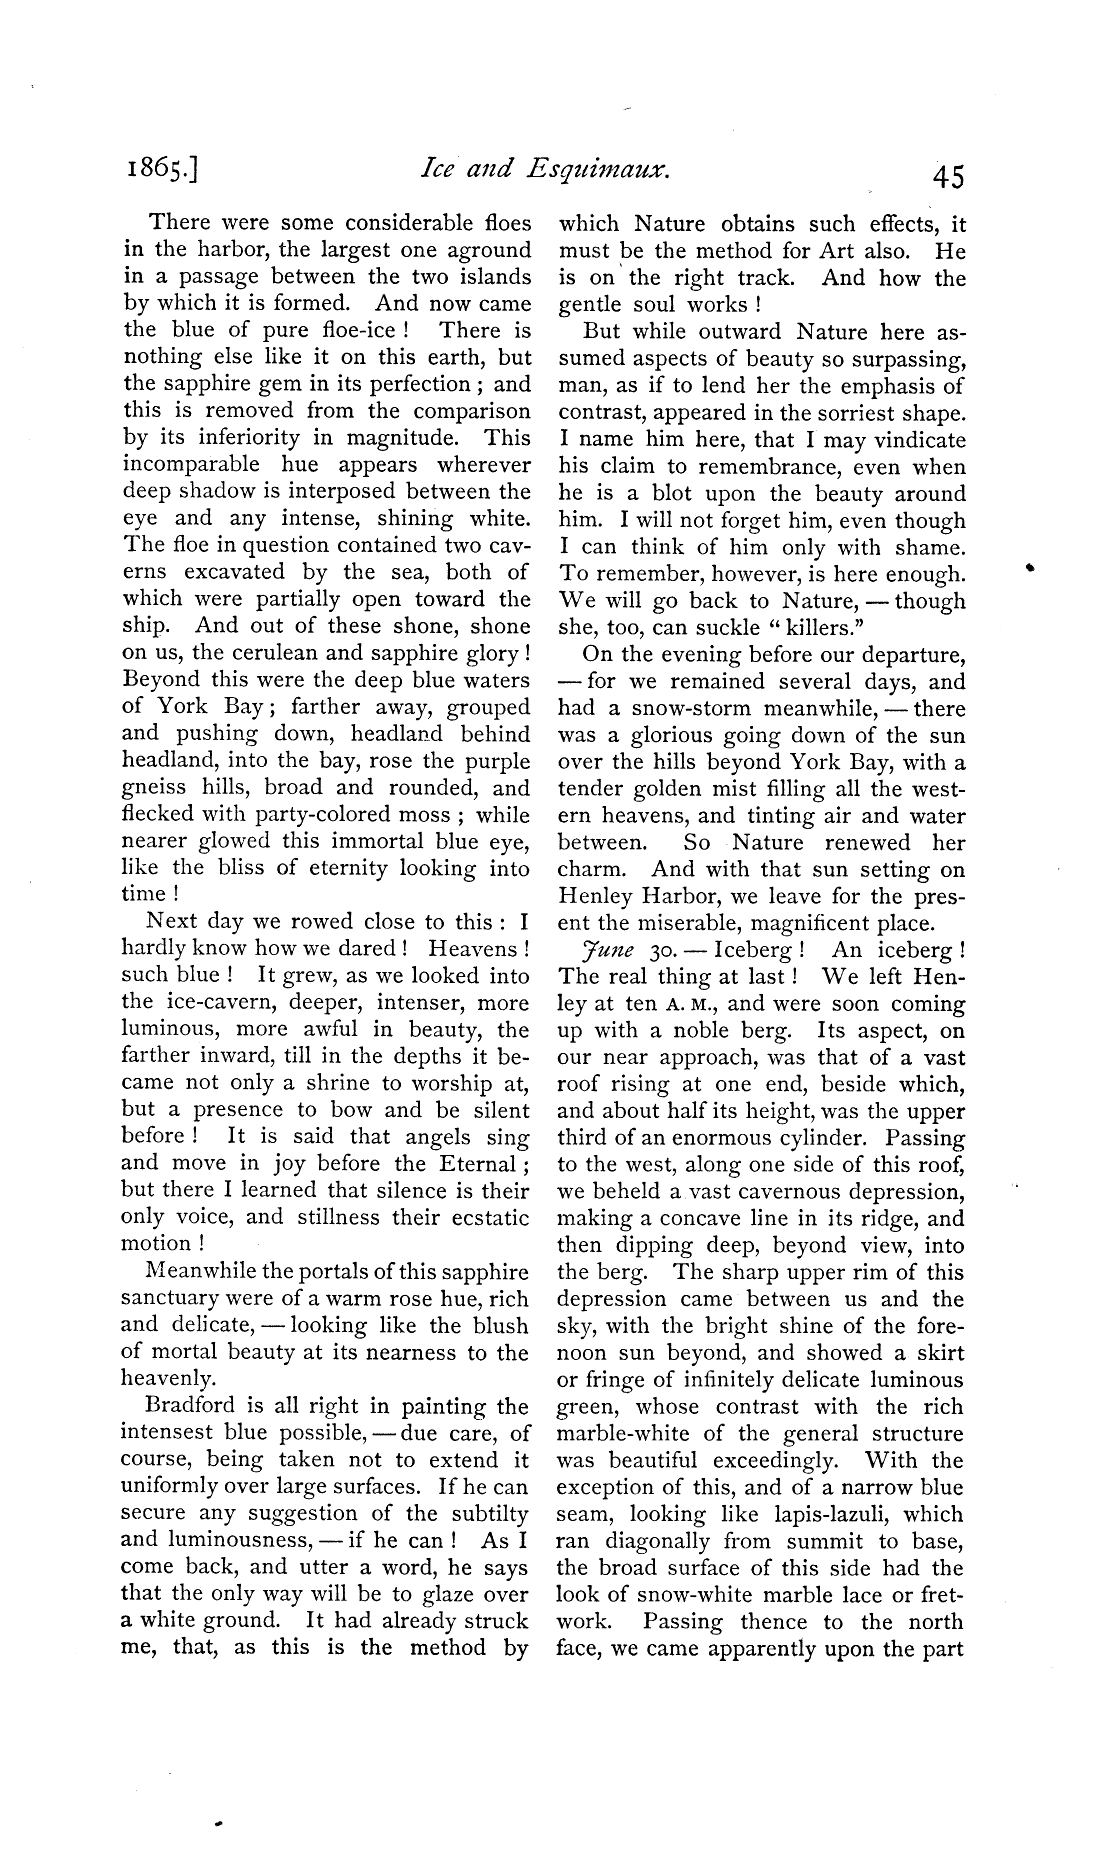 1865.] Ice and Esquimaux. 45
There were some considerable floes
in the harbor, the largest one aground
in a passage between the two islands
by which it is formed. And now came
the blue of pure floe-ice ! There is
nothing else like it on this earth, but
the sapphire gem in its perfection ; and
this is removed from the comparison
by its inferiority in magnitude. This
incomparable hue appears wherever
deep shadow is interposed between the
eye and any intense, shining white.
The floe in question contained two cav-
erns excavated by the sea, both of
which were partially open toward the
ship. And out of these shone, shone
on us, the cerulean and sapphire glory !
Beyond this were the deep blue waters
of York Bay ; farther away, grouped
and pushing down, headland behind
headland, into the bay, rose the purple
gneiss hills, broad and rounded, and
flecked with party-colored moss ; while
nearer glowed this immortal blue eye,
like the bliss of eternity looking into
time !
Next day we rowed close to this : I
hardly know how we dared ! Heavens !
such blue ! It grew, as we looked into
the ice-cavern, deeper, intenser, more
luminous, more awful in beauty, the
farther inward, till in the depths it be-
came not only a shrine to worship at,
but a presence to bow and be silent
before ! It is said that angels sing
and move in joy before the Eternal ;
but there I learned that silence is their
only voice, and stillness their ecstatic
motion !
Meanwhile the portals of this sapphire
sanctuary were of a warm rose hue, rich
and delicate, — looking like the blush
of mortal beauty at its nearness to the
heavenly.
Bradford is all right in painting the
intensest blue possible, — due care, of
course, being taken not to extend it
uniformly over large surfaces. If he can
secure any suggestion of the subtilty
and luminousness, — if he can ! As I
come back, and utter a word, he says
that the only way will be to glaze over
a white ground. It had already struck
me, that, as this is the method by
which Nature obtains such effects, it
must be the method for Art also. He
is on the right track. And how the
gentle soul works !
But while outward Nature here as-
sumed aspects of beauty so surpassing,
man, as if to lend her the emphasis of
contrast, appeared in the sorriest shape.
I name him here, that I may vindicate
his claim to remembrance, even when
he is a blot upon the beauty around
him. I will not forget him, even though
I can think of him only with shame.
To remember, however, is here enough.
We will go back to Nature, — though
she, too, can suckle “ killers.”
On the evening before our departure,
— for we remained several days, and
had a snow-storm meanwhile, — there
was a glorious going down of the sun
over the hills beyond York Bay, with a
tender golden mist filling all the west-
ern heavens, and tinting air and water
between. So Nature renewed her
charm. And with that sun setting on
Henley Harbor, we leave for the pres-
ent the miserable, magnificent place.
June 30. — Iceberg ! An iceberg !
The real thing at last ! We left Hen-
ley at ten A. M., and were soon coming
up with a noble berg. Its aspect, on
our near approach, was that of a vast
roof rising at one end, beside which,
and about half its height, was the upper
third of an enormous cylinder. Passing
to the west, along one side of this roof,
we beheld a vast cavernous depression,
making a concave line in its ridge, and
then dipping deep, beyond view, into
the berg. The sharp upper rim of this
depression came between us and the
sky, with the bright shine of the fore-
noon sun beyond, and showed a skirt
or fringe of infinitely delicate luminous
green, whose contrast with the rich
marble-white of the general structure
was beautiful exceedingly. With the
exception of this, and of a narrow blue
seam, looking like lapis-lazuli, which
ran diagonally from summit to base,
the broad surface of this side had the
look of snow-white marble lace or fret-
work. Passing thence to the north
face, we came apparently upon the part